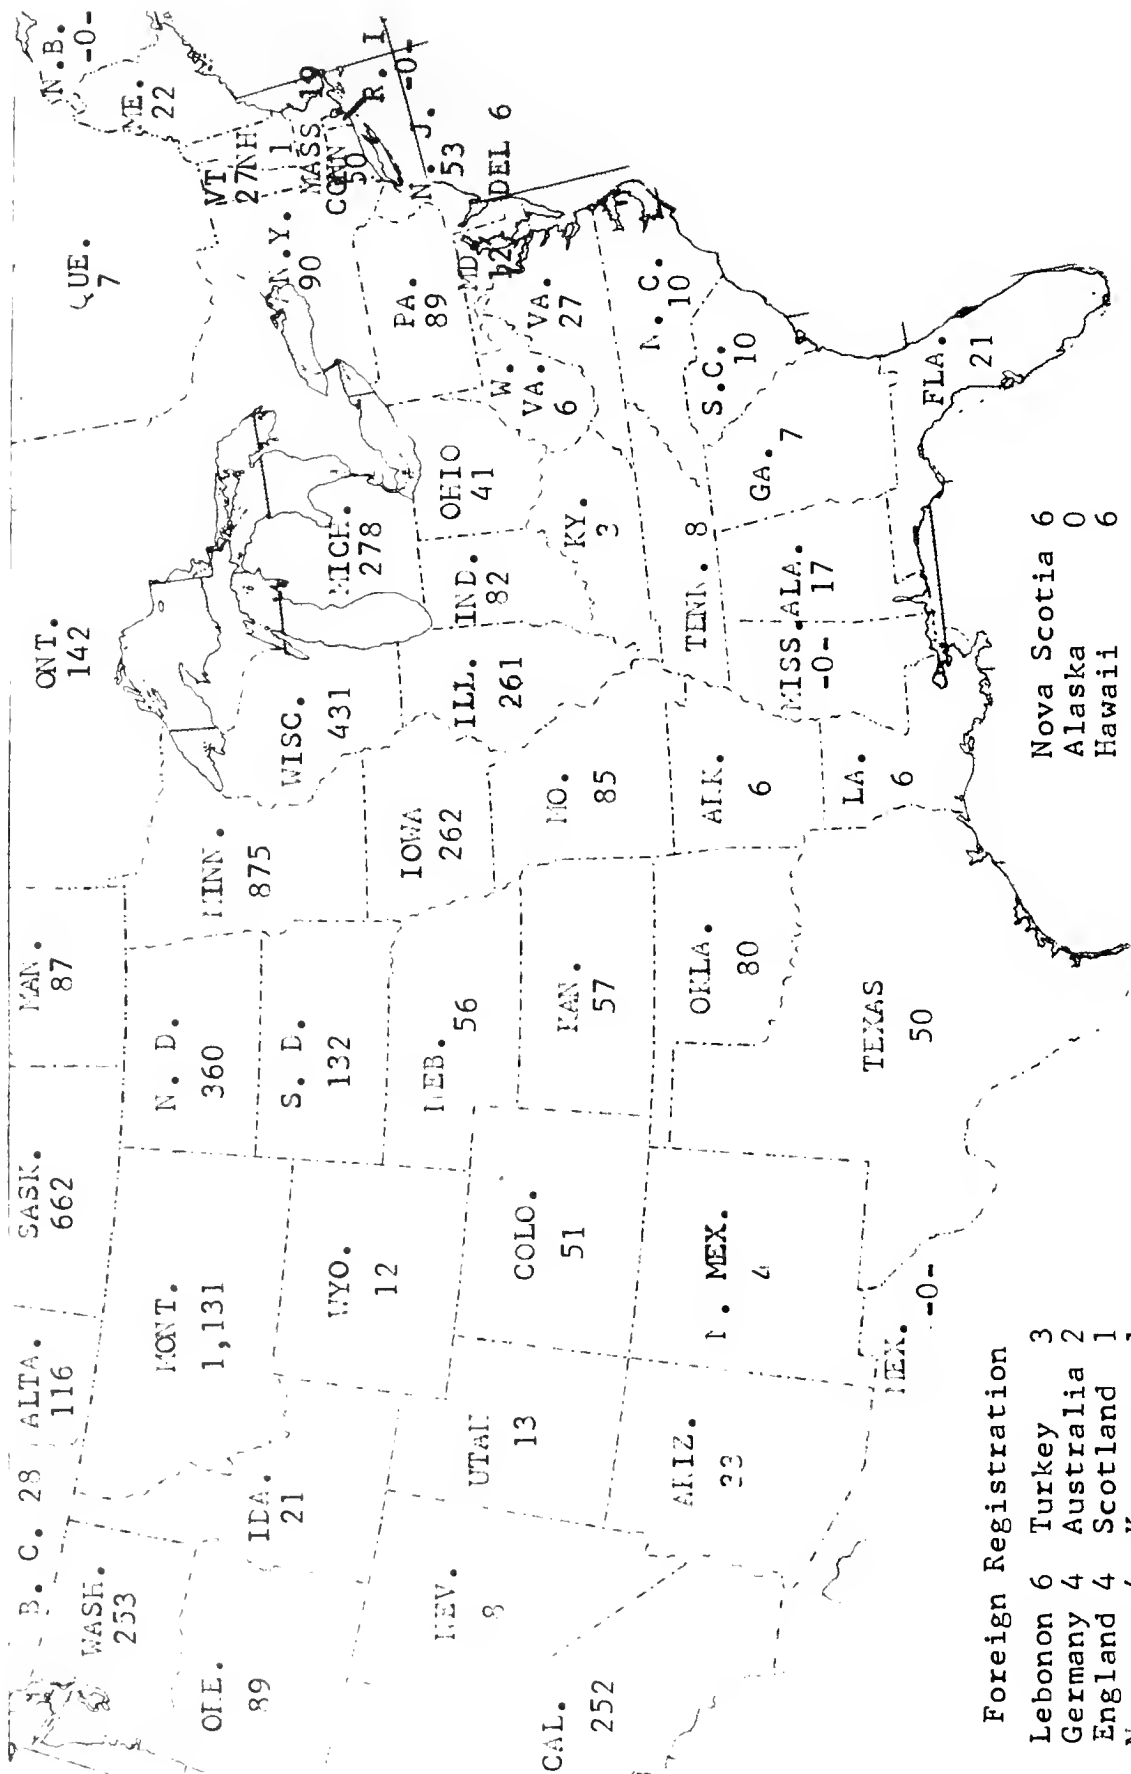 B. C. 28
ALTA.
116
SASK.
662
MAN.
87
ONT.
142
QUE.
7
N.B.
-0-
WASH.
253
MONT.
1,131
N. D.
360
MINN.
875
WISC.
431
MICH.
278
N.Y.
90
VT
27
NH
1
ME.
22
MASS
19
CONN
50
R. I
-0-
ORE.
89
IDA.
21
WYO.
12
S. D.
132
IOWA
262
ILL.
261
IND.
82
OHIO
41
PA.
89
N. J.
53
DEL 6
MD.
12
NEV.
8
UTAH
13
COLO.
51
NEB.
56
KAN.
57
MO.
85
KY.
3
W.
VA.
6
VA.
27
CAL.
252
ARIZ.
33
N. MEX.
4
OKLA.
80
ARK.
6
TENN. 8
N. C.
10
S.C.
10
TEXAS
50
LA.
6
MISS.
-0-
ALA.
17
GA. 7
FLA.
21
MEX.
-0-
Foreign Registration
Lebonon 6 Turkey 3
Germany 4 Australia 2
England 4 Scotland 1
Nova Scotia 6
Alaska 0
Hawaii 6